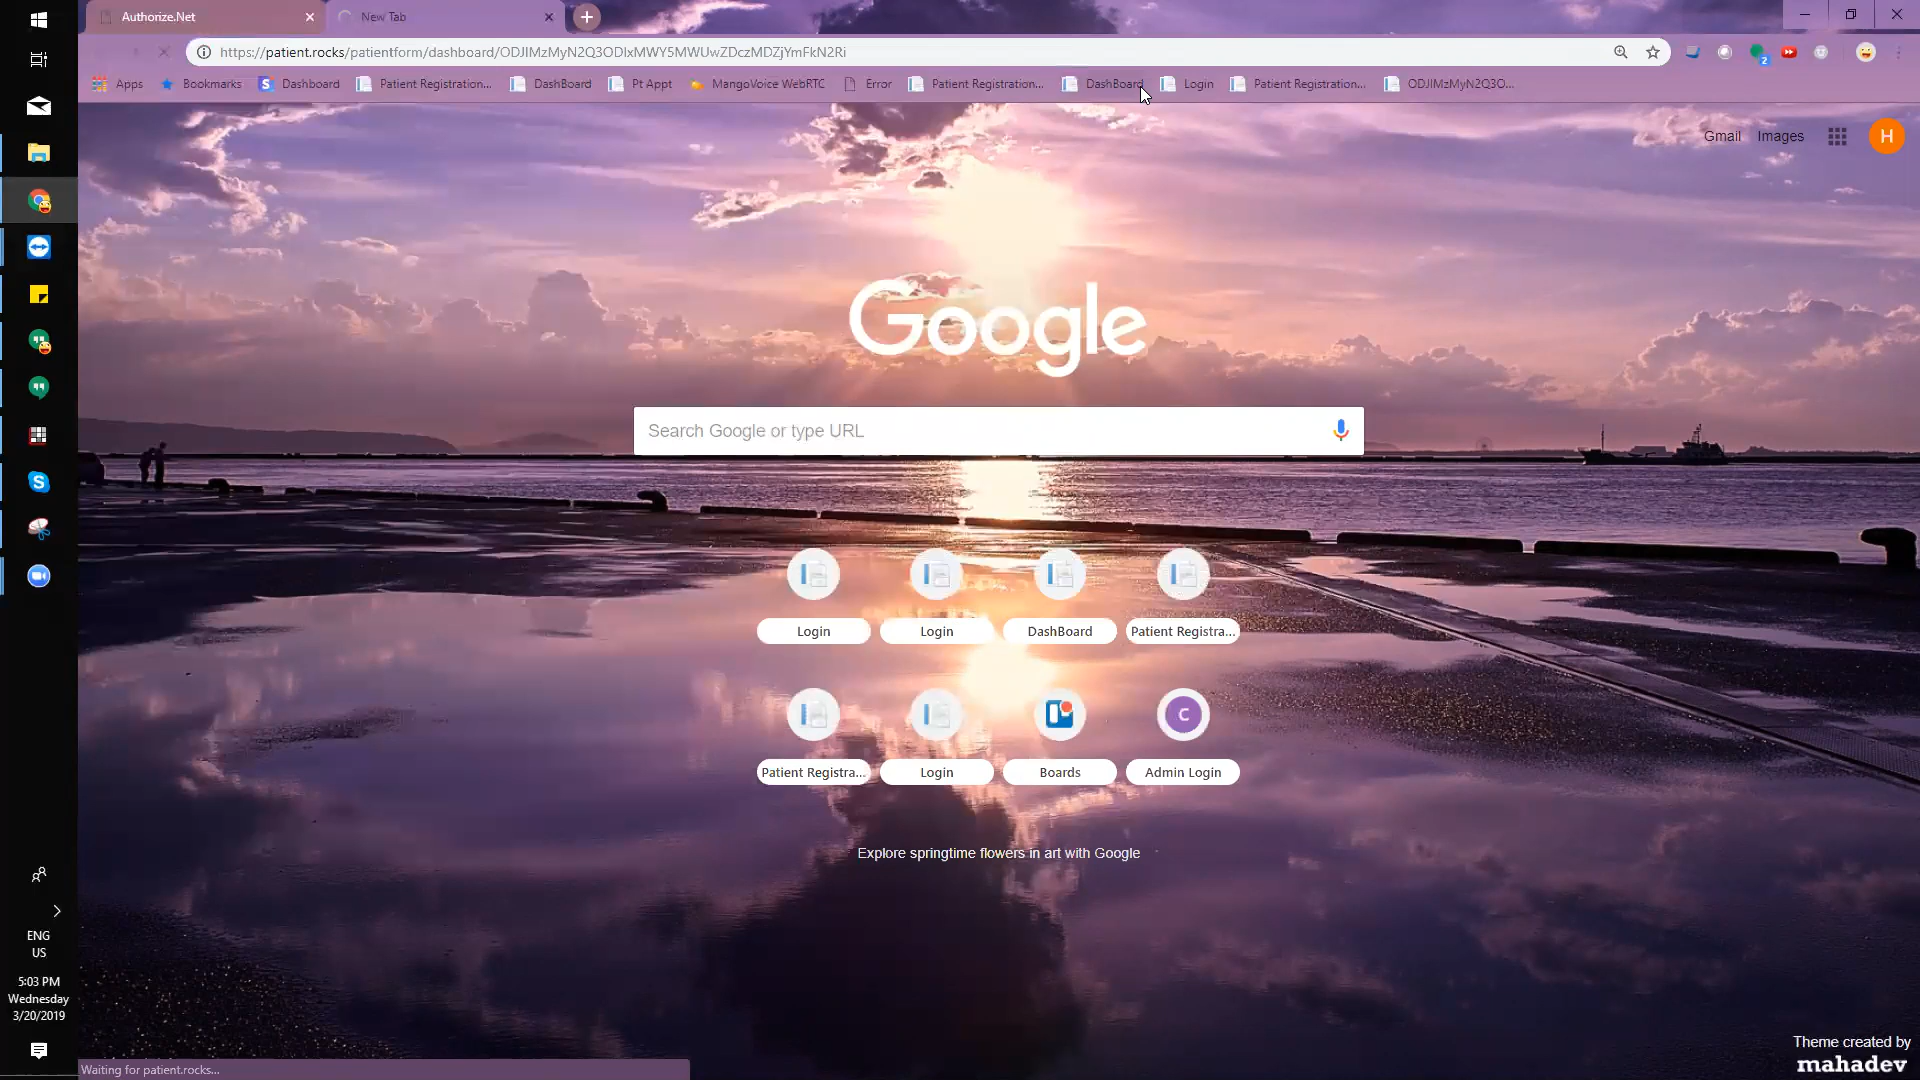 Authorize.Net
New Tab
https://patient.rocks/patientform/dashboard/ODJIMzMyN2Q3ODIxMWY5MWUwZDczMDZjYmFkN2Ri
Apps
Bookmarks
Dashboard
Patient Registration...
DashBoard
Pt Appt
MangoVoice WebRTC
Error
Patient Registration...
DashBoard
Login
Patient Registration...
ODJIMzMyN2Q3O...
Gmail
Images
H
Google
Search Google or type URL
Login
Login
DashBoard
Patient Registra...
C
Patient Registra...
Login
Boards
Admin Login
Explore springtime flowers in art with Google
ENG
US
5:03 PM
Wednesday
3/20/2019
Waiting for patient.rocks...
Theme created by
mahadev